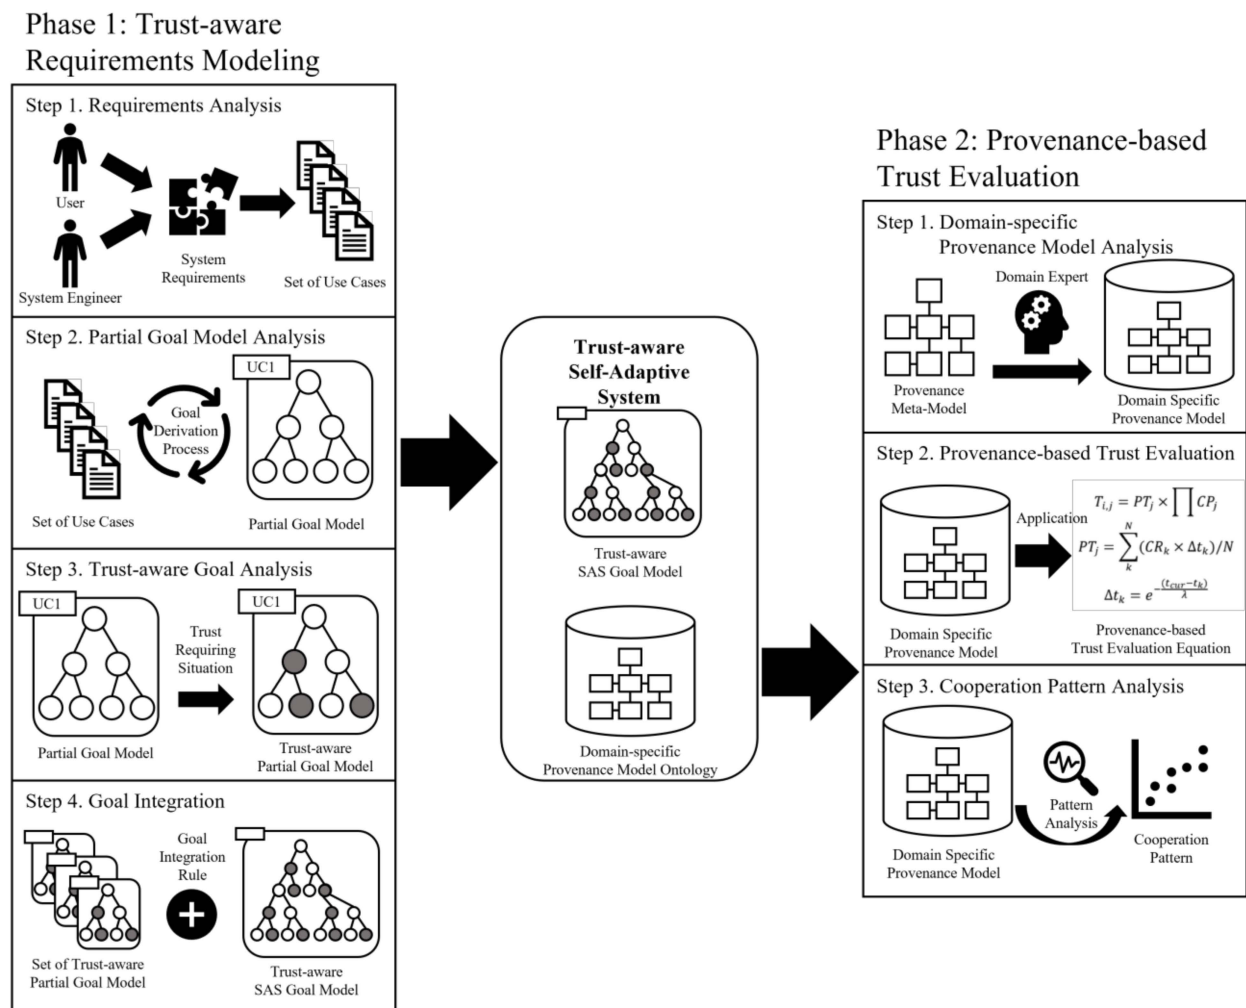 Phase 1: Trust-aware
Requirements Modeling
Step 1. Requirements Analysis
User
System Engineer
System
Requirements
Set of Use Cases
Step 2. Partial Goal Model Analysis
UC1
Goal
Derivation
Process
Set of Use Cases
Partial Goal Model
Step 3. Trust-aware Goal Analysis
UC1
Trust
Requiring
Situation
UC1
Partial Goal Model
Trust-aware
Partial Goal Model
Step 4. Goal Integration
Goal
Integration
Rule
Set of Trust-aware
Partial Goal Model
Trust-aware
SAS Goal Model
Trust-aware
Self-Adaptive
System
Trust-aware
SAS Goal Model
Domain-specific
Provenance Model Ontology
Phase 2: Provenance-based
Trust Evaluation
Step 1. Domain-specific
Provenance Model Analysis
Domain Expert
Provenance
Meta-Model
Domain Specific
Provenance Model
Step 2. Provenance-based Trust Evaluation
Application
T_{i,j} = PT_j × ∏ CP_j
PT_j = ∑_k^N (CR_k × Δt_k)/N
Δt_k = e^{-(t_{cur}-t_k)/λ}
Domain Specific
Provenance Model
Provenance-based
Trust Evaluation Equation
Step 3. Cooperation Pattern Analysis
Pattern
Analysis
Domain Specific
Provenance Model
Cooperation
Pattern